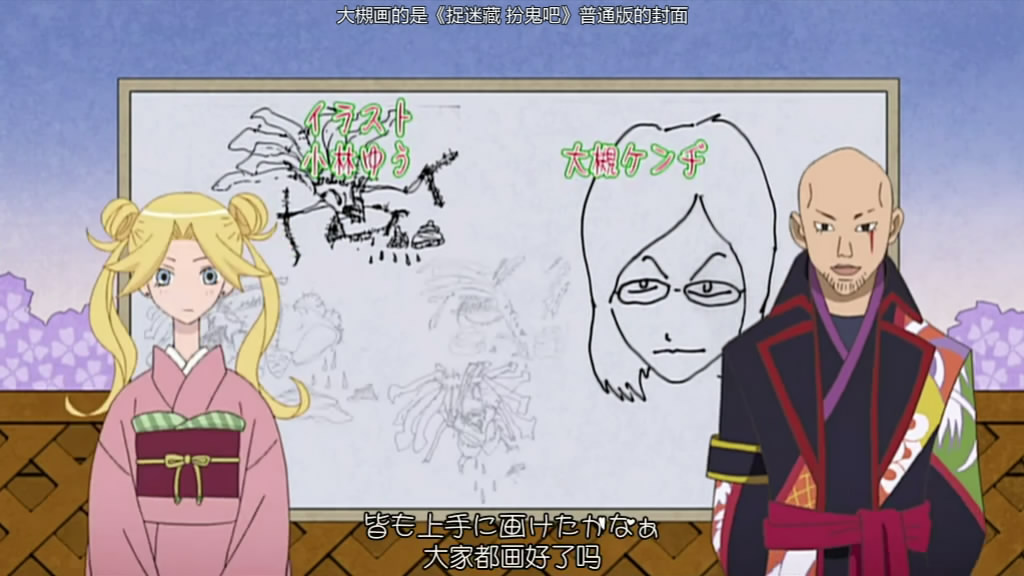 大槻画的是《捉迷藏 扮鬼吧》普通版的封面
イラスト
小林ゆう
大槻ケンヂ
皆も上手に画けたかなぁ
大家都画好了吗